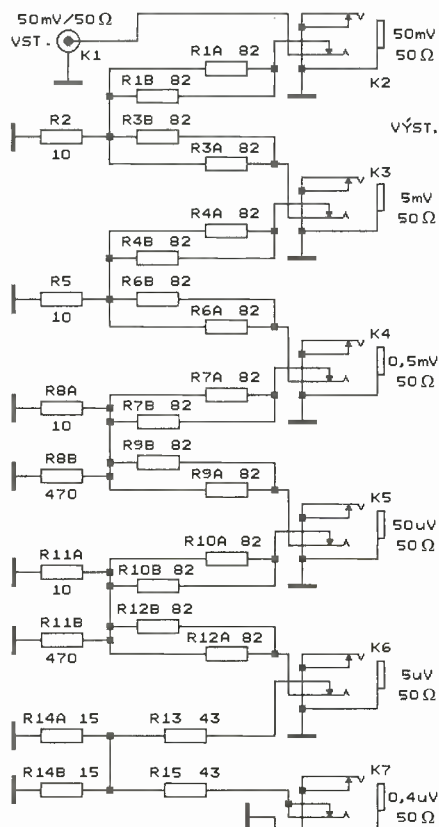 50mV/50Ω
VST.
K1
R1A 82
50mV
50Ω
R1B 82
K2
R2
10
R3B 82
VÝST.
R3A 82
K3
5mV
50Ω
R4A 82
R4B 82
R5
10
R6B 82
R6A 82
K4
0,5mV
50Ω
R7A 82
R8A
10
R7B 82
R9B 82
R8B
470
R9A 82
K5
50uV
50Ω
R10A 82
R11A
10
R10B 82
R12B 82
R11B
470
R12A 82
K6
5uV
50Ω
R14A 15
R13 43
R14B 15
R15 43
K7
0,4uV
50Ω